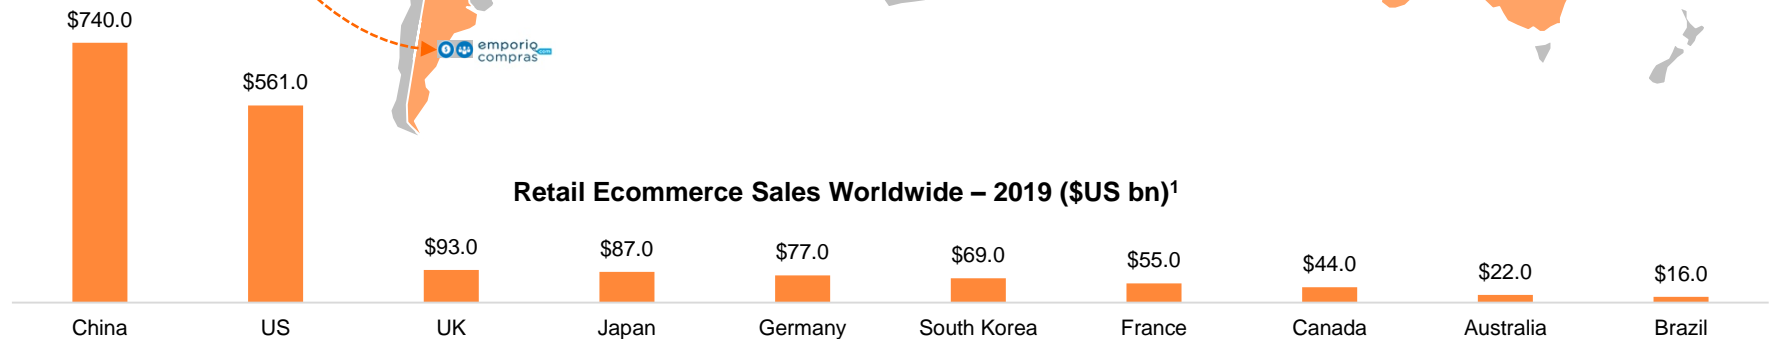 $740.0
emporio
compras.com
$561.0
Retail Ecommerce Sales Worldwide – 2019 ($US bn)¹
$93.0
$87.0
$77.0
$69.0
$55.0
$44.0
$22.0
$16.0
China
US
UK
Japan
Germany
South Korea
France
Canada
Australia
Brazil